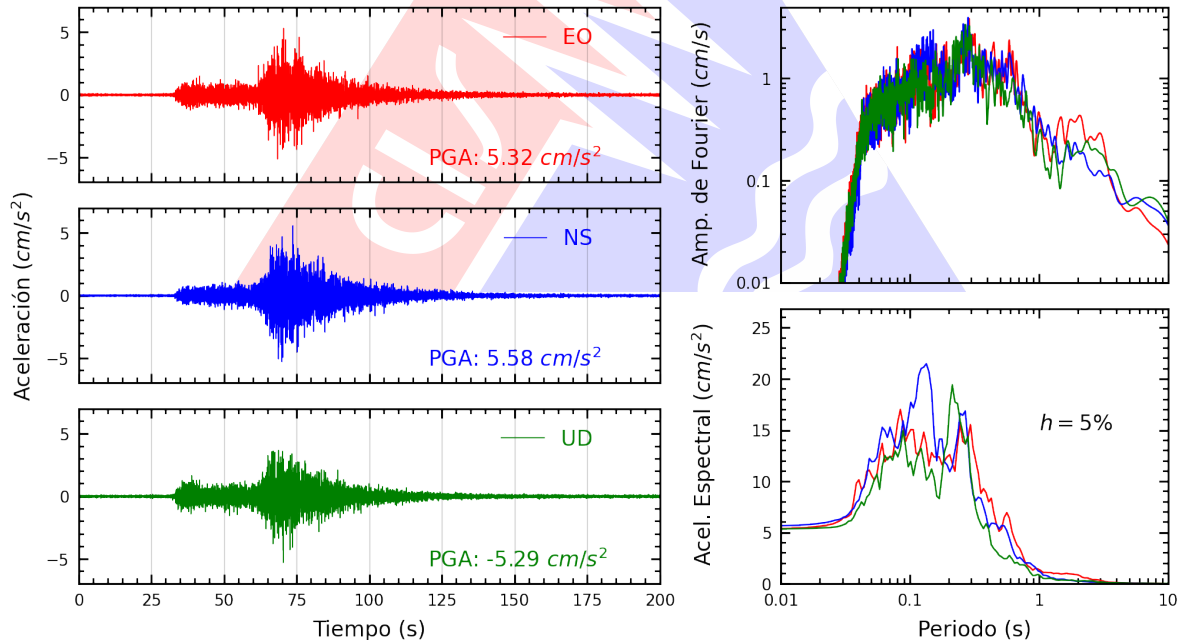 Aceleración (cm/s²)
5
0
−5
EO
PGA: 5.32 cm/s²
5
0
−5
NS
PGA: 5.58 cm/s²
5
0
−5
UD
PGA: -5.29 cm/s²
0 25 50 75 100 125 150 175 200
Tiempo (s)
Amp. de Fourier (cm/s)
1
0.1
0.01
Acel. Espectral (cm/s²)
25
20
15
10
5
0
h = 5%
0.01 0.1 1 10
Periodo (s)